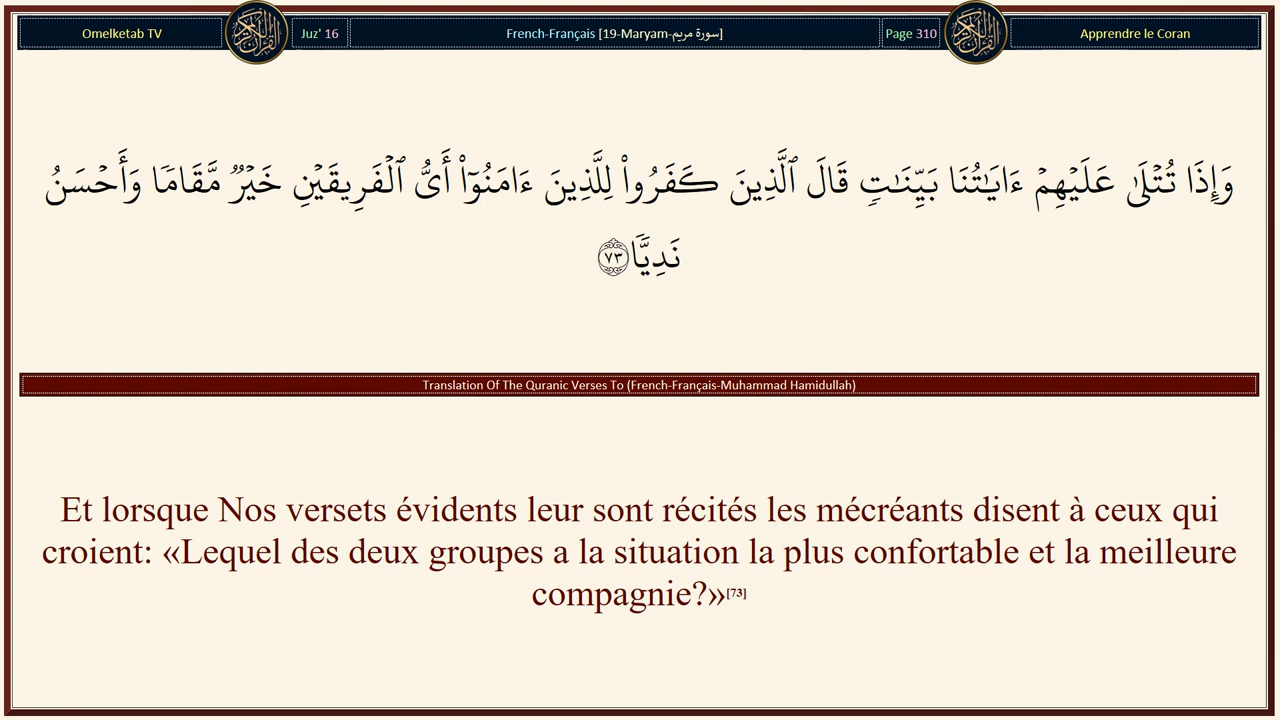 Omelketab TV
Juz' 16
French-Français [19-Maryam-سورة مريم]
Page 310
Apprendre le Coran
وَإِذَا تُتۡلَىٰ عَلَيۡهِمۡ ءَايَٰتُنَا بَيِّنَٰتٖ قَالَ ٱلَّذِينَ كَفَرُواْ لِلَّذِينَ ءَامَنُوٓاْ أَيُّ ٱلۡفَرِيقَيۡنِ خَيۡرٞ مَّقَامٗا وَأَحۡسَنُ
نَدِيّٗا ٧٣
Translation Of The Quranic Verses To (French-Français-Muhammad Hamidullah)
Et lorsque Nos versets évidents leur sont récités les mécréants disent à ceux qui
croient: «Lequel des deux groupes a la situation la plus confortable et la meilleure
compagnie?»[73]